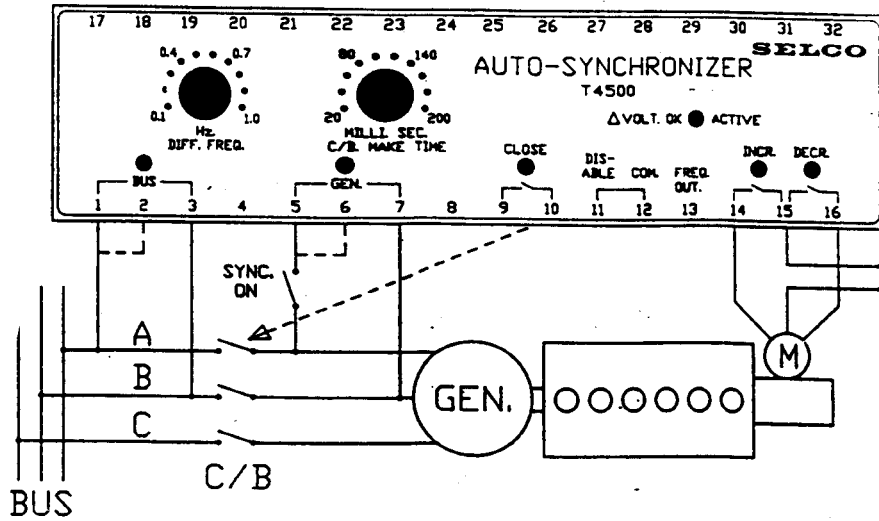 17 18 19 20 21 22 23 24 25 26 27 28 29 30 31 32
SELCO
AUTO-SYNCHRONIZER
T4500
0.4 0.7
0.1 1.0
Hz.
DIFF. FREQ.
80 140
20 200
MILLI. SEC.
C/B. MAKE TIME
△ VOLT. OK ACTIVE
BUS
GEN.
CLOSE
DIS-
ABLE
COM.
FREQ.
OUT.
INCR.
DECR.
1 2 3 4 5 6 7 8 9 10 11 12 13 14 15 16
SYNC.
ON
A
B
C
C/B
BUS
GEN.
M